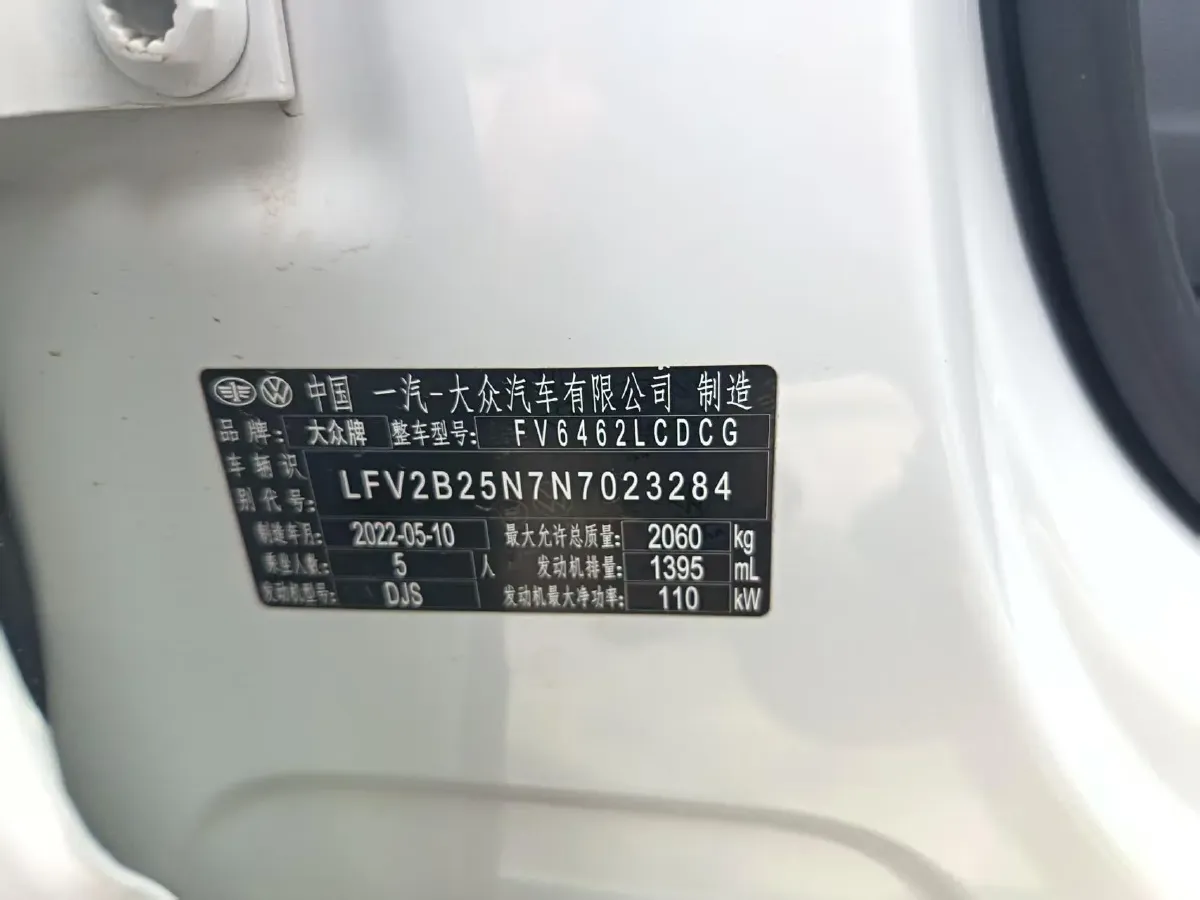 中国 一汽-大众汽车有限公司 制造
品牌: 大众牌 整车型号: FV6462LCDCG
车辆识别代号: LFV2B25N7N7023284
制造年月: 2022-05-10 最大允许总质量: 2060 kg
乘坐人数: 5 人 发动机排量: 1395 mL
发动机型号: DJS 发动机最大净功率: 110 kW